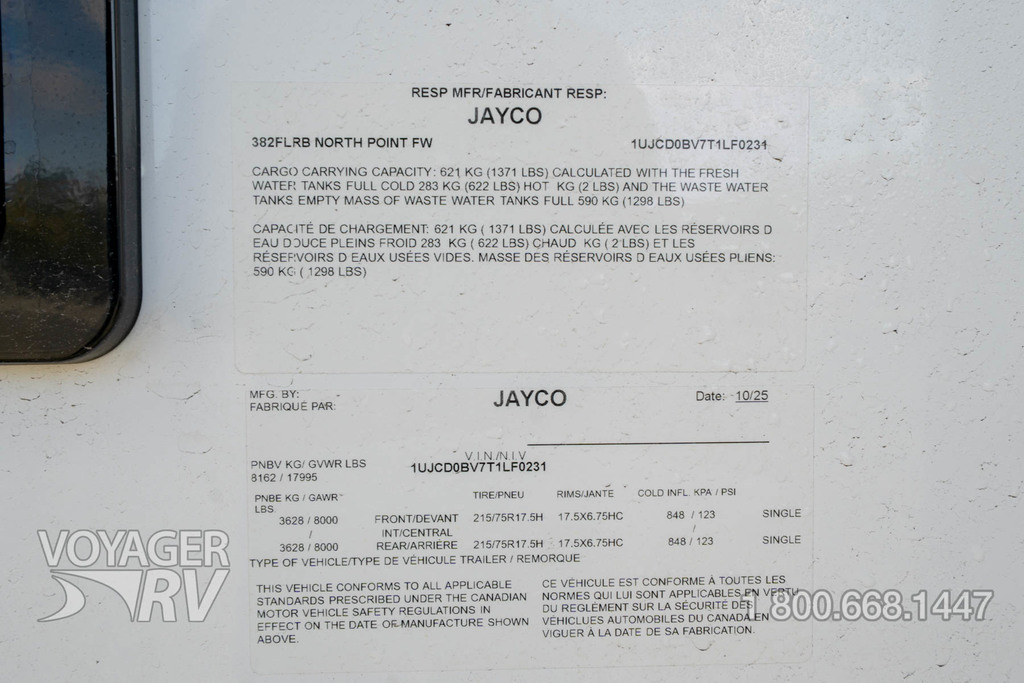 RESP MFR/FABRICANT RESP:
JAYCO
382FLRB NORTH POINT FW 1UJCD0BV7T1LF0231
CARGO CARRYING CAPACITY: 621 KG (1371 LBS) CALCULATED WITH THE FRESH
WATER TANKS FULL COLD 283 KG (622 LBS) HOT KG (2 LBS) AND THE WASTE WATER
TANKS EMPTY MASS OF WASTE WATER TANKS FULL 590 KG (1298 LBS)
CAPACITÉ DE CHARGEMENT: 621 KG ( 1371 LBS) CALCULÉE AVEC LES RÉSERVOIRS D
EAU DOUCE PLEINS FROID 283 KG ( 622 LBS) CHAUD KG ( 2 LBS) ET LES
RÉSERVOIRS D EAUX USÉES VIDES. MASSE DES RÉSERVOIRS D EAUX USÉES PLIENS:
590 KG ( 1298 LBS)
MFG. BY: JAYCO Date: 10/25
FABRIQUÉ PAR:
V.I.N./N.I.V
PNBV KG/ GVWR LBS 1UJCD0BV7T1LF0231
8162 / 17995
PNBE KG / GAWR TIRE/PNEU RIMS/JANTE COLD INFL. KPA / PSI
LBS
3628 / 8000 FRONT/DEVANT 215/75R17.5H 17.5X6.75HC 848 / 123 SINGLE
/ INT/CENTRAL /
3628 / 8000 REAR/ARRIÈRE 215/75R17.5H 17.5X6.75HC 848 / 123 SINGLE
TYPE OF VEHICLE/TYPE DE VÉHICULE TRAILER / REMORQUE
THIS VEHICLE CONFORMS TO ALL APPLICABLE
STANDARDS PRESCRIBED UNDER THE CANADIAN
MOTOR VEHICLE SAFETY REGULATIONS IN
EFFECT ON THE DATE OF MANUFACTURE SHOWN
ABOVE.
CE VÉHICULE EST CONFORME À TOUTES LES
NORMES QUI LUI SONT APPLICABLES EN VERTU
DU REGLEMENT SUR LA SÉCURITÉ DES
VÉHICLUES AUTOMOBILES DU CANADA EN
VIGUER À LA DATE DE SA FABRICATION.
VOYAGER
RV
1.800.668.1447